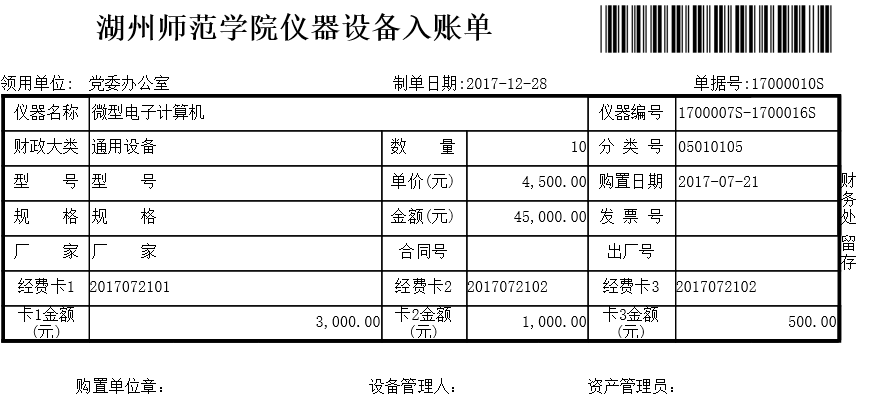 湖州师范学院仪器设备入账单
领用单位: 党委办公室 制单日期:2017-12-28 单据号:17000010S
仪器名称 微型电子计算机 仪器编号 1700007S-1700016S
财政大类 通用设备 数 量 10 分 类 号 05010105
型 号 型 号 单价(元) 4,500.00 购置日期 2017-07-21
规 格 规 格 金额(元) 45,000.00 发 票 号
厂 家 厂 家 合同号 出厂号
经费卡1 2017072101 经费卡2 2017072102 经费卡3 2017072102
卡1金额(元) 3,000.00 卡2金额(元) 1,000.00 卡3金额(元) 500.00
财务处 留存
购置单位章: 设备管理人: 资产管理员: